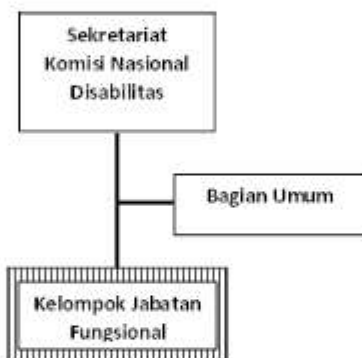 Sekretariat
Komisi Nasional
Disabilitas
Bagian Umum
Kelompok Jabatan
Fungsional